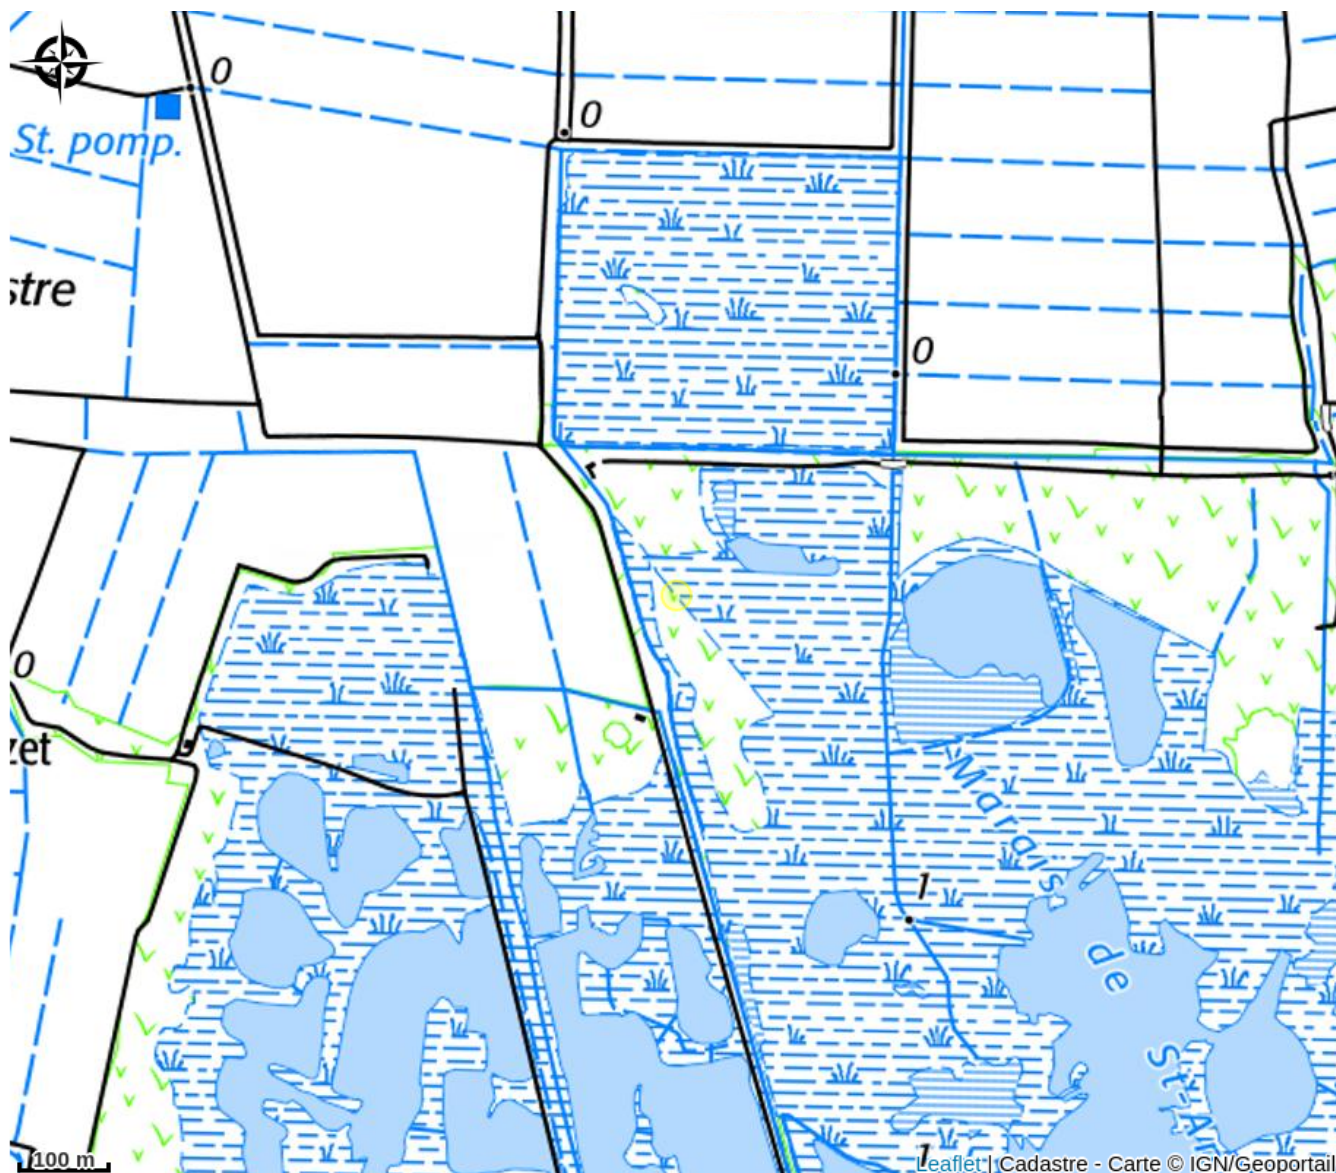 0
0
St. pomp.
stre
0
0
zet
Marais
1
de
St-An
1
100 m
Leaflet | Cadastre - Carte © IGN/Geoportail